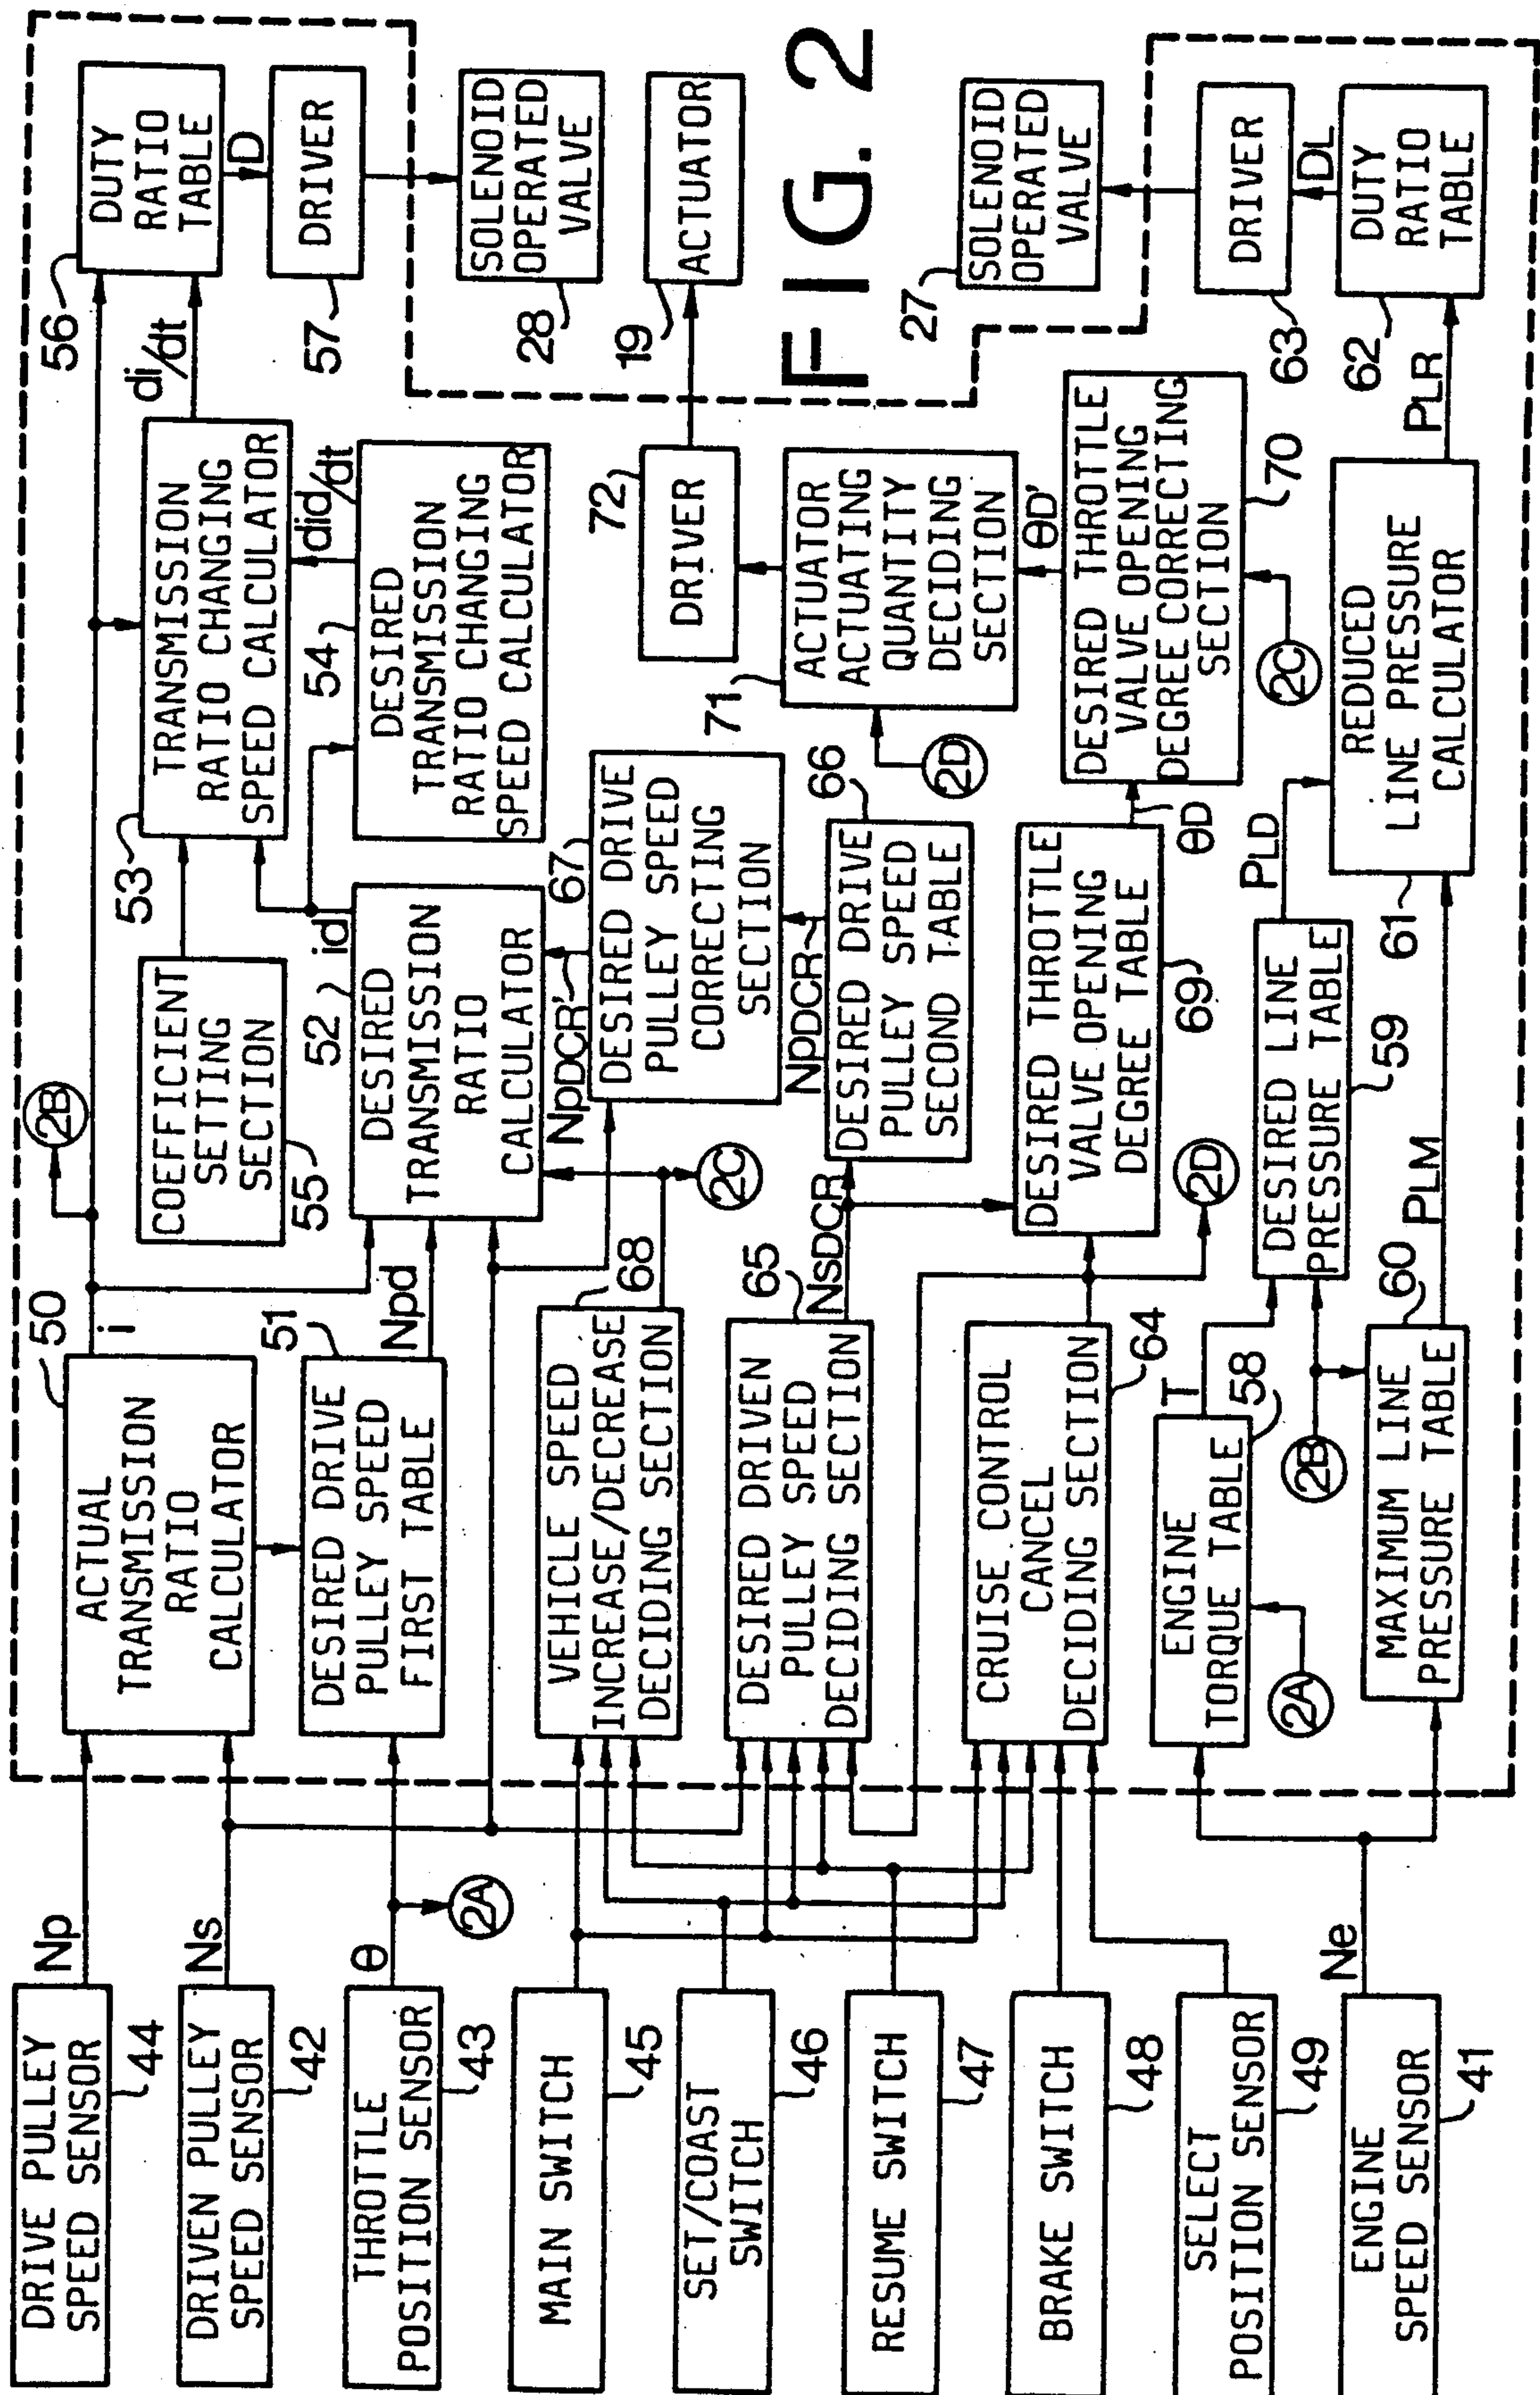 DRIVE PULLEY
SPEED SENSOR
44
Np
DRIVEN PULLEY
SPEED SENSOR
42
Ns
THROTTLE
POSITION SENSOR
43
θ
2A
MAIN SWITCH
45
SET/COAST
SWITCH
46
RESUME SWITCH
47
BRAKE SWITCH
48
SELECT
POSITION SENSOR
49
ENGINE
SPEED SENSOR
41
Ne
50
ACTUAL
TRANSMISSION
RATIO
CALCULATOR
i
2B
51
DESIRED DRIVE
PULLEY SPEED
FIRST TABLE
Npd
VEHICLE SPEED
INCREASE/DECREASE
DECIDING SECTION
68
2C
DESIRED DRIVEN
PULLEY SPEED
DECIDING SECTION
65
NSDCR
CRUISE CONTROL
CANCEL
DECIDING SECTION
64
2D
ENGINE
TORQUE TABLE
58
T
2A
2B
MAXIMUM LINE
PRESSURE TABLE
60
PLM
COEFFICIENT
SETTING
SECTION
55
52
id
DESIRED
TRANSMISSION
RATIO
CALCULATOR
NpDCR'
67
DESIRED DRIVE
PULLEY SPEED
CORRECTING
SECTION
NpDCR
66
DESIRED DRIVE
PULLEY SPEED
SECOND TABLE
DESIRED THROTTLE
VALVE OPENING
DEGREE TABLE
69
θD
DESIRED LINE
PRESSURE TABLE
59
PLD
53
TRANSMISSION
RATIO CHANGING
SPEED CALCULATOR
di/dt
54
DESIRED
TRANSMISSION
RATIO CHANGING
SPEED CALCULATOR
did/dt
72
DRIVER
71
ACTUATOR
ACTUATING
QUANTITY
DECIDING
SECTION
2D
θD'
DESIRED THROTTLE
VALVE OPENING
DEGREE CORRECTING
SECTION
70
2C
REDUCED
LINE PRESSURE
CALCULATOR
61
PLR
56
DUTY
RATIO
TABLE
D
DRIVER
57
SOLENOID
OPERATED
VALVE
28
ACTUATOR
19
FIG. 2
SOLENOID
OPERATED
VALVE
27
DRIVER
63
DL
DUTY
RATIO
TABLE
62